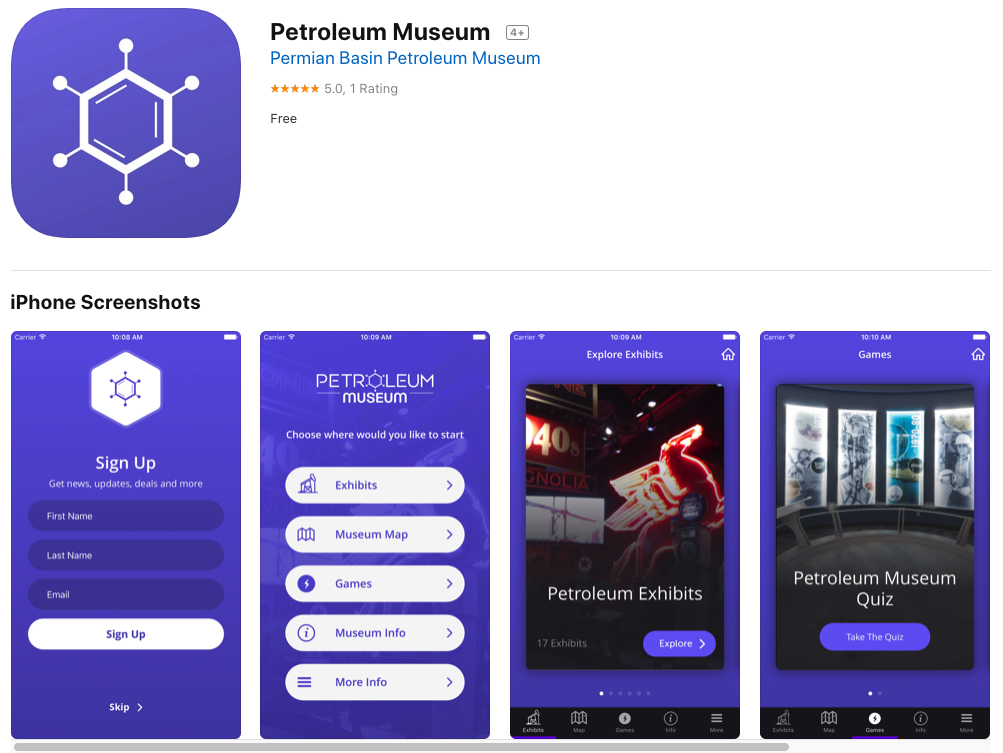 Petroleum Museum 4+
Permian Basin Petroleum Museum
★★★★★ 5.0, 1 Rating
Free
iPhone Screenshots
Carrier 10:08 AM
Sign Up
Get news, updates, deals and more
First Name
Last Name
Email
Sign Up
Skip
Carrier 10:09 AM
PETROLEUM
MUSEUM
Choose where would you like to start
Exhibits
Museum Map
Games
Museum Info
More Info
Carrier 10:09 AM
Explore Exhibits
40s
GNOLIA
Petroleum Exhibits
17 Exhibits
Explore
Exhibits Map Games Info More
Carrier 10:10 AM
Games
1970-80
Petroleum Museum
Quiz
Take The Quiz
Exhibits Map Games Info More